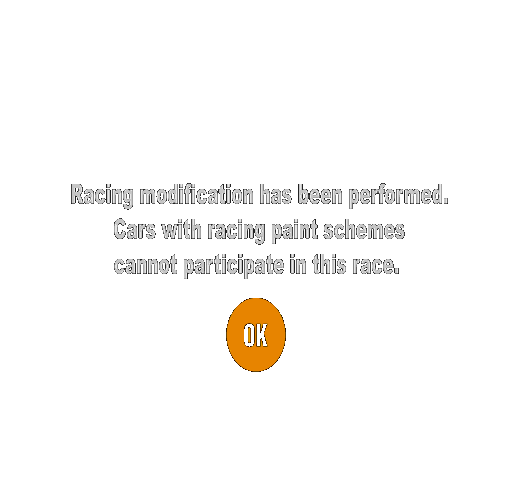 Racing modification has been performed.
Cars with racing paint schemes
cannot participate in this race.
OK